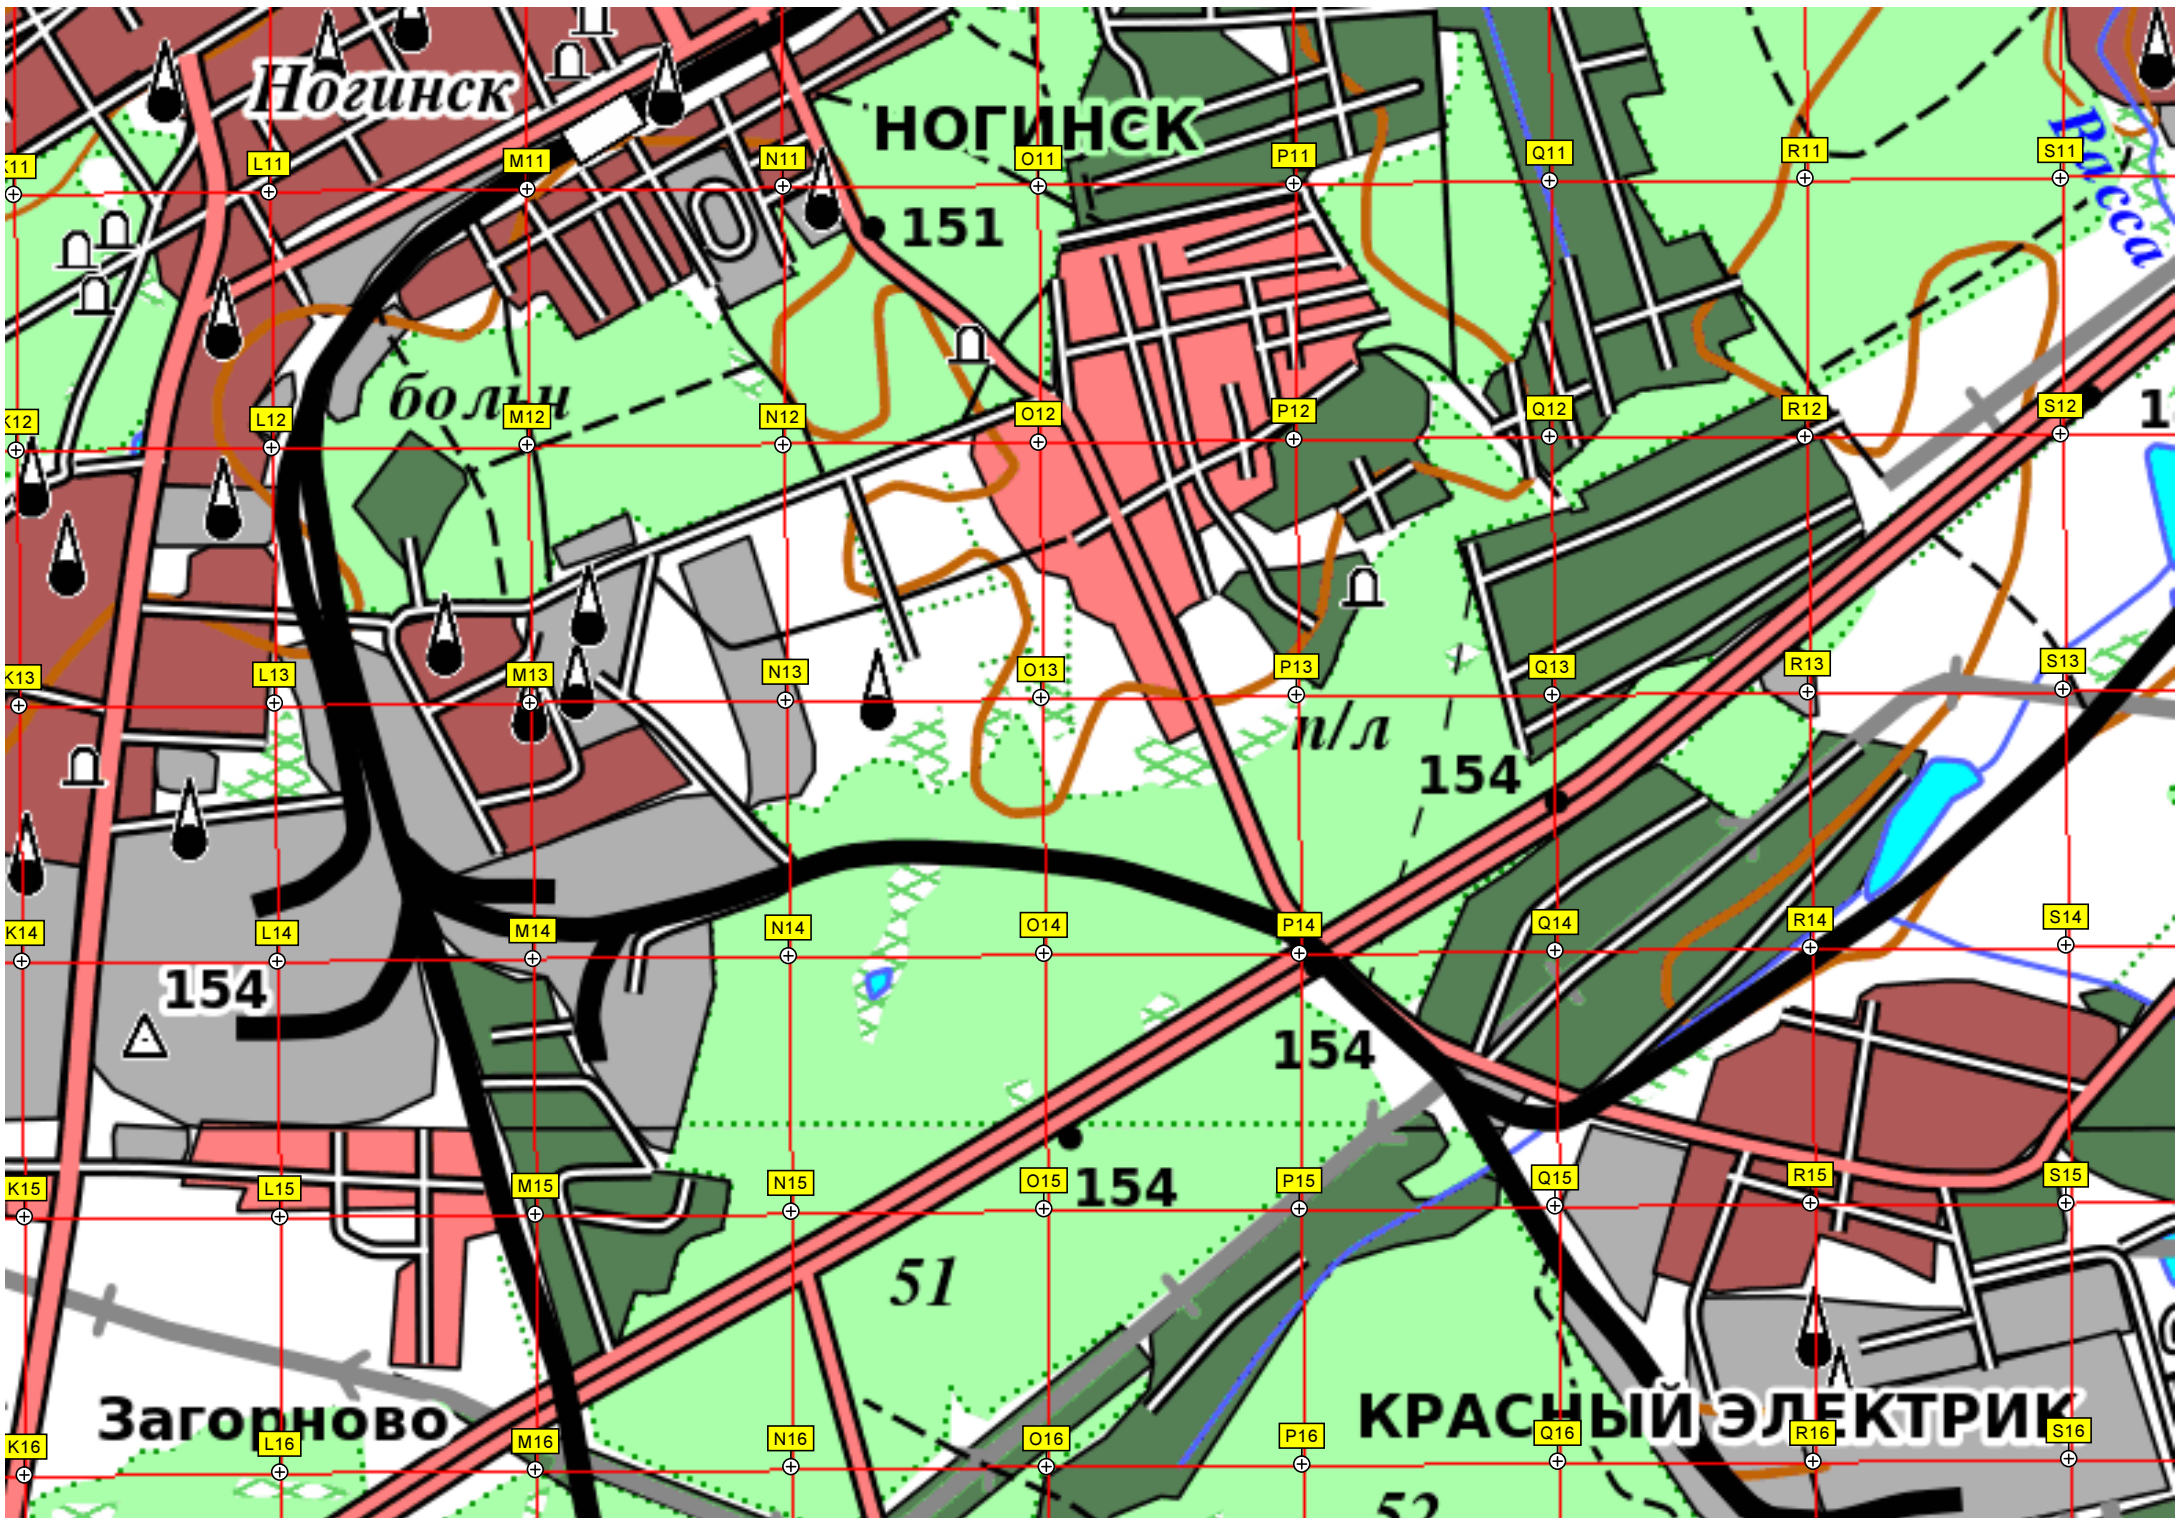 Ногинск
НОГИНСК
K11 L11 M11 N11 O11 P11 Q11 R11 S11
Расса
151
больн
K12 L12 M12 N12 O12 P12 Q12 R12 S12
K13 L13 M13 N13 O13 P13 Q13 R13 S13
п/л
154
K14 L14 M14 N14 O14 P14 Q14 R14 S14
154
154
K15 L15 M15 N15 O15 P15 Q15 R15 S15
154
51
Загорново
КРАСНЫЙ ЭЛЕКТРИК
K16 L16 M16 N16 O16 P16 Q16 R16 S16
52